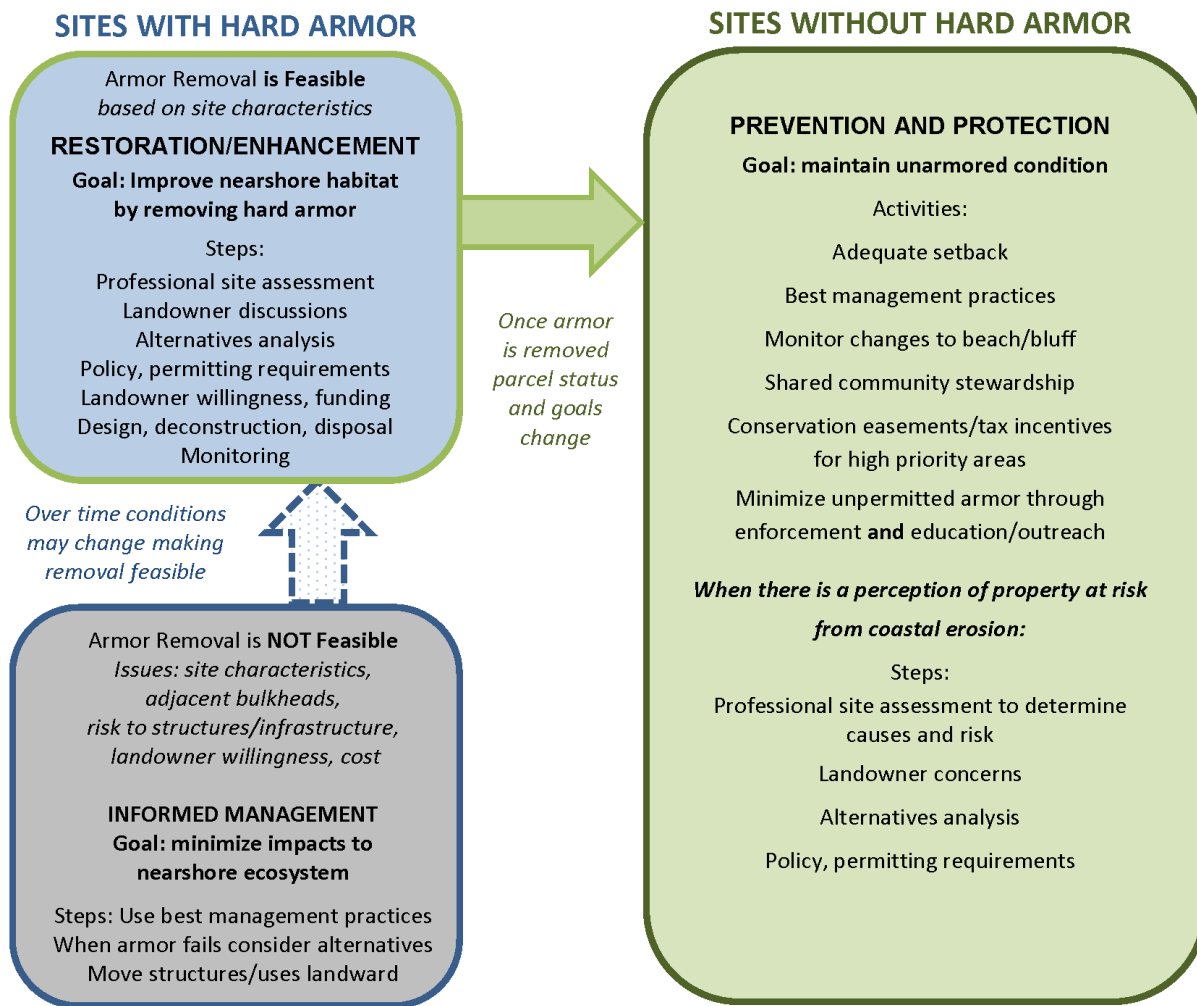 SITES WITH HARD ARMOR
Armor Removal is Feasible
based on site characteristics
RESTORATION/ENHANCEMENT
Goal: Improve nearshore habitat
by removing hard armor
Steps:
Professional site assessment
Landowner discussions
Alternatives analysis
Policy, permitting requirements
Landowner willingness, funding
Design, deconstruction, disposal
Monitoring
Over time conditions
may change making
removal feasible
Armor Removal is NOT Feasible
Issues: site characteristics,
adjacent bulkheads,
risk to structures/infrastructure,
landowner willingness, cost
INFORMED MANAGEMENT
Goal: minimize impacts to
nearshore ecosystem
Steps: Use best management practices
When armor fails consider alternatives
Move structures/uses landward
Once armor
is removed
parcel status
and goals
change
SITES WITHOUT HARD ARMOR
PREVENTION AND PROTECTION
Goal: maintain unarmored condition
Activities:
Adequate setback
Best management practices
Monitor changes to beach/bluff
Shared community stewardship
Conservation easements/tax incentives
for high priority areas
Minimize unpermitted armor through
enforcement and education/outreach
When there is a perception of property at risk
from coastal erosion:
Steps:
Professional site assessment to determine
causes and risk
Landowner concerns
Alternatives analysis
Policy, permitting requirements